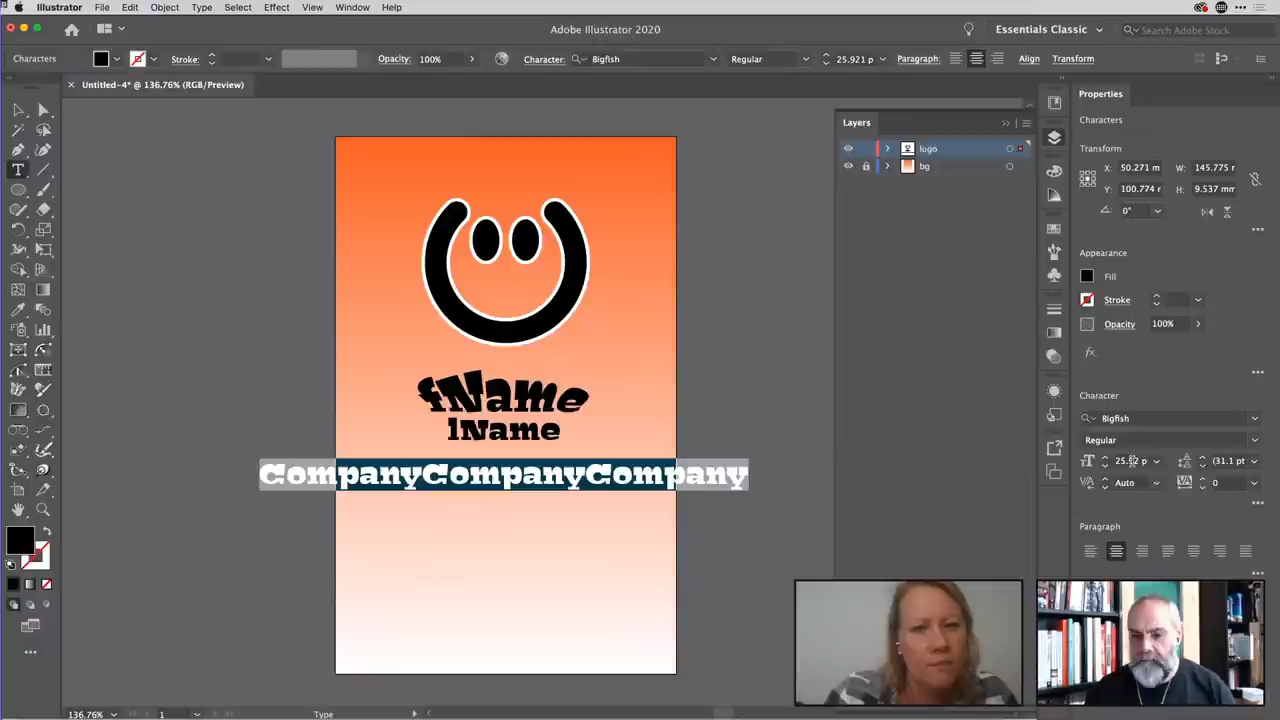 Illustrator File Edit Object Type Select Effect View Window Help
Adobe Illustrator 2020
Essentials Classic
Search Adobe Stock
Characters Stroke: Opacity: 100% Character: Bigfish Regular 25.921 p Paragraph: Align Transform
Untitled-4* @ 136.76% (RGB/Preview)
Layers
logo
bg
Properties
Characters
Transform
X: 50.271 m W: 145.775 r
Y: 100.774 r H: 9.537 mm
0°
Appearance
Fill
Stroke
Opacity 100%
fx
Character
Bigfish
Regular
(31.1 pt
Auto 0
Paragraph
fName
lName
CompanyCompanyCompany
136.76% 1 Type